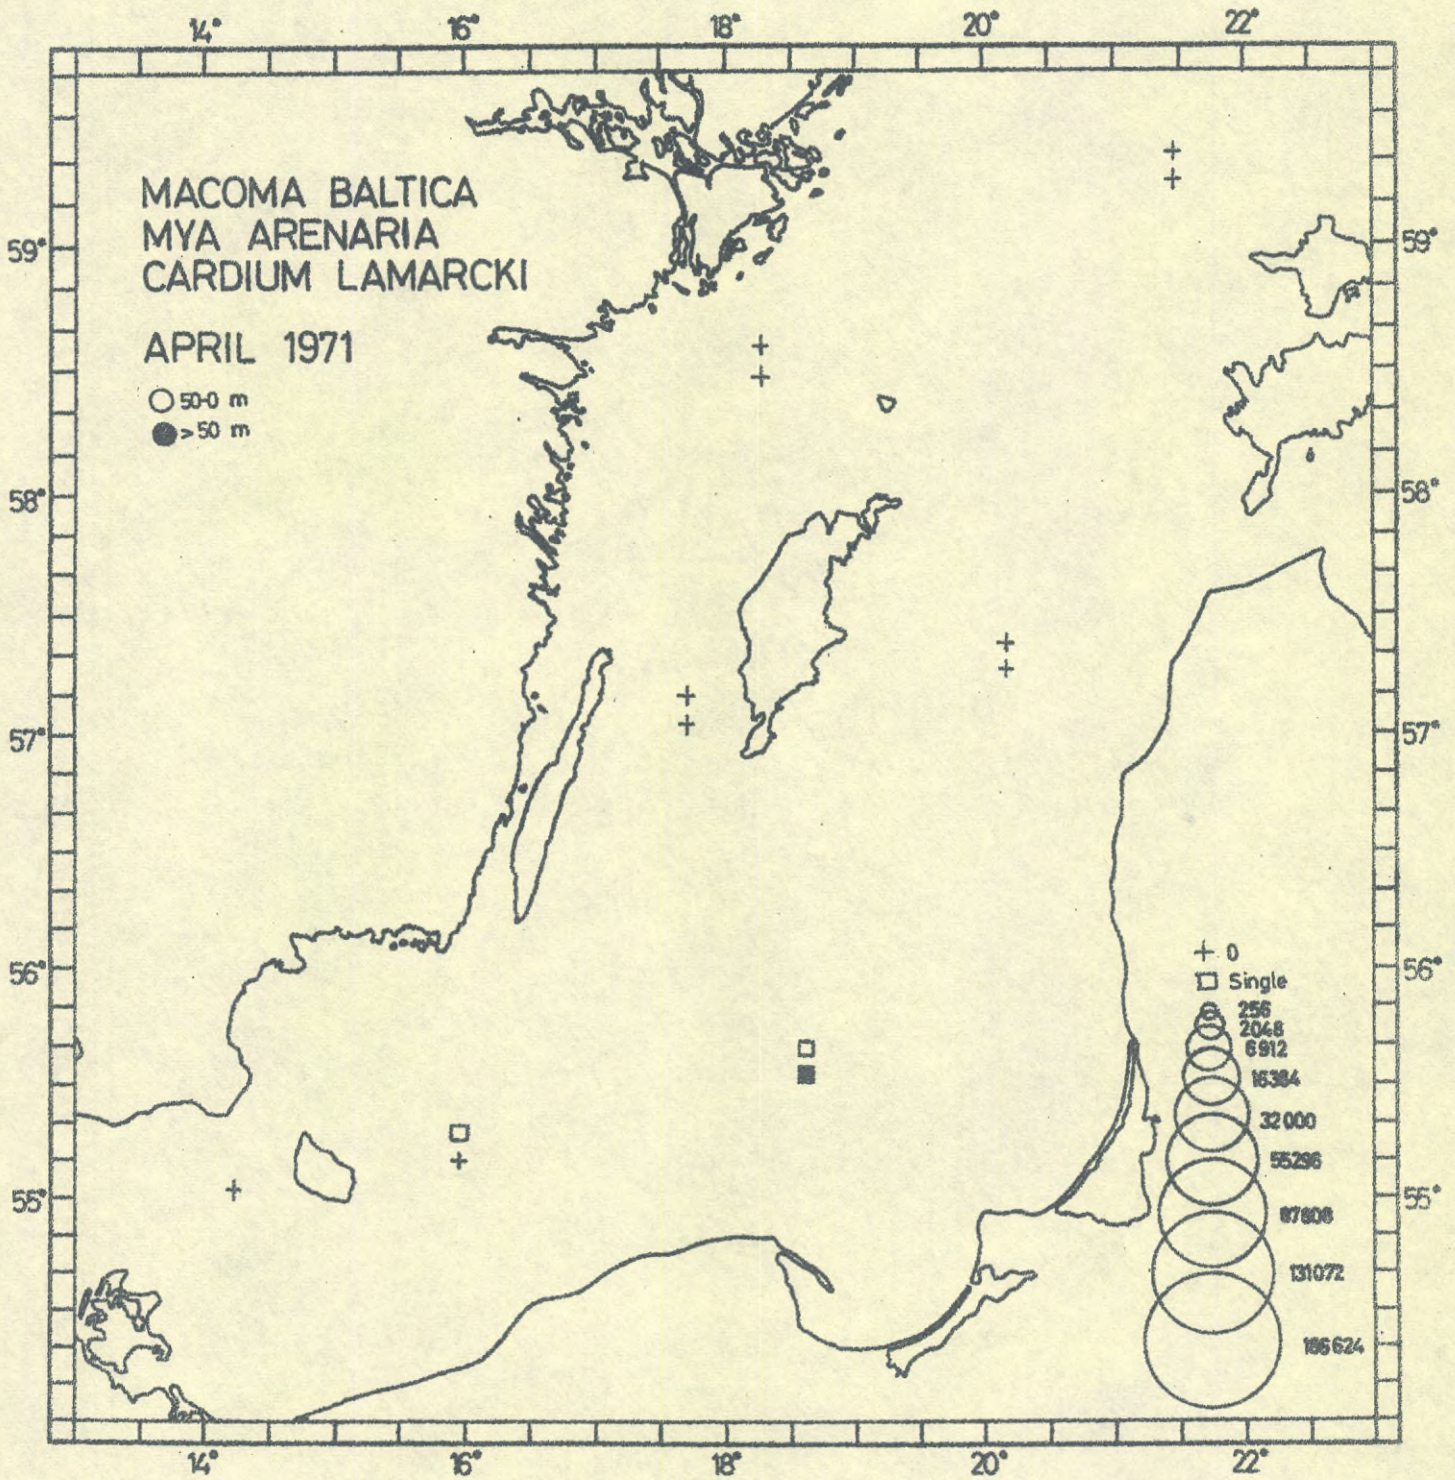 14° 16° 18° 20° 22°
MACOMA BALTICA
MYA ARENARIA
CARDIUM LAMARCKI
APRIL 1971
50-0 m
>50 m
59° 59°
58° 58°
57° 57°
56° 56°
55° 55°
+ 0
Single
256
2048
6912
16384
32000
55296
87808
131072
186624
14° 16° 18° 20° 22°